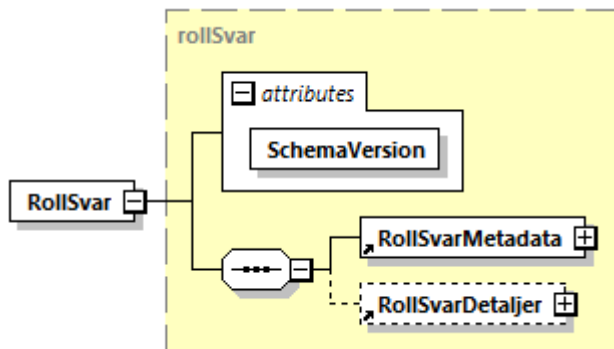 rollSvar
attributes
SchemaVersion
RollSvar
RollSvarMetadata
RollSvarDetaljer